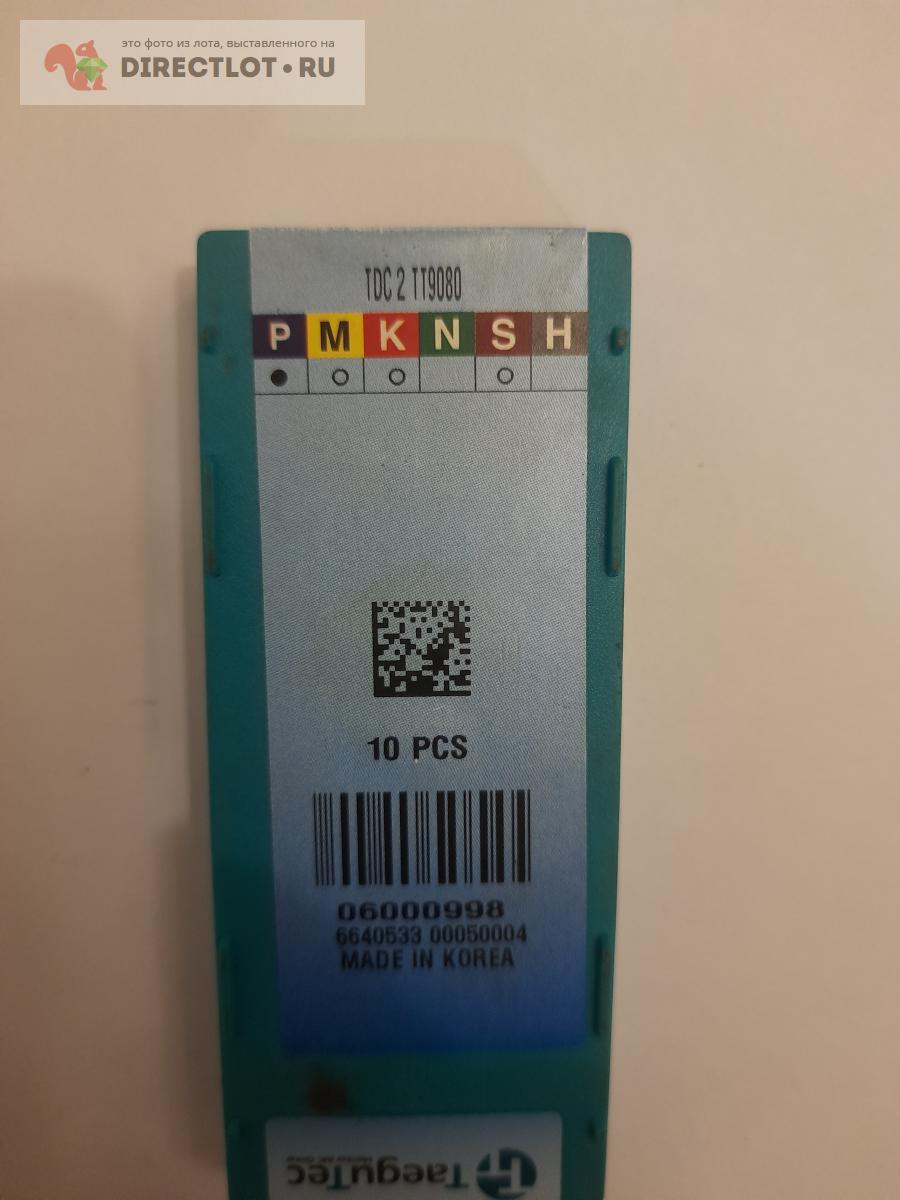 это фото из лота, выставленного на
DIRECTLOT•RU
TDC 2 TT9080
P M K N S H
10 PCS
06000998
6640533 00050004
MADE IN KOREA
TaeguTec